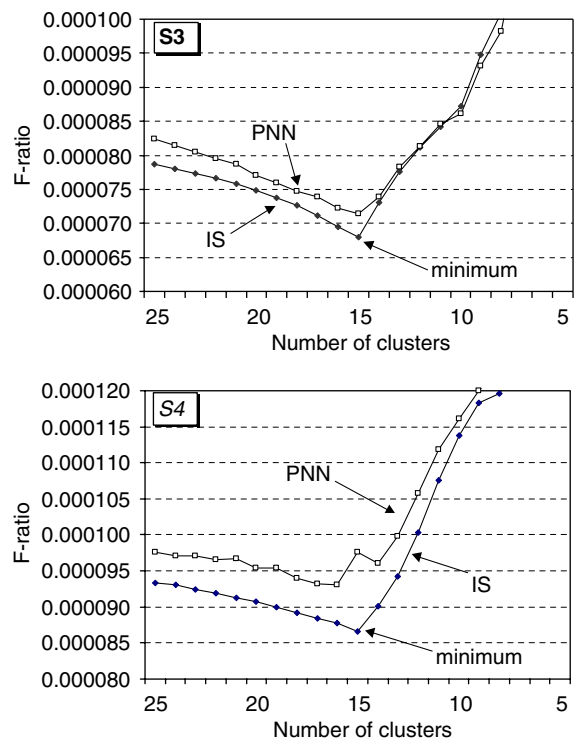 S3
0.000100
0.000095
0.000090
0.000085
0.000080
0.000075
0.000070
0.000065
0.000060
F-ratio
PNN
IS
minimum
25 20 15 10 5
Number of clusters
S4
0.000120
0.000115
0.000110
0.000105
0.000100
0.000095
0.000090
0.000085
0.000080
F-ratio
PNN
IS
minimum
25 20 15 10 5
Number of clusters